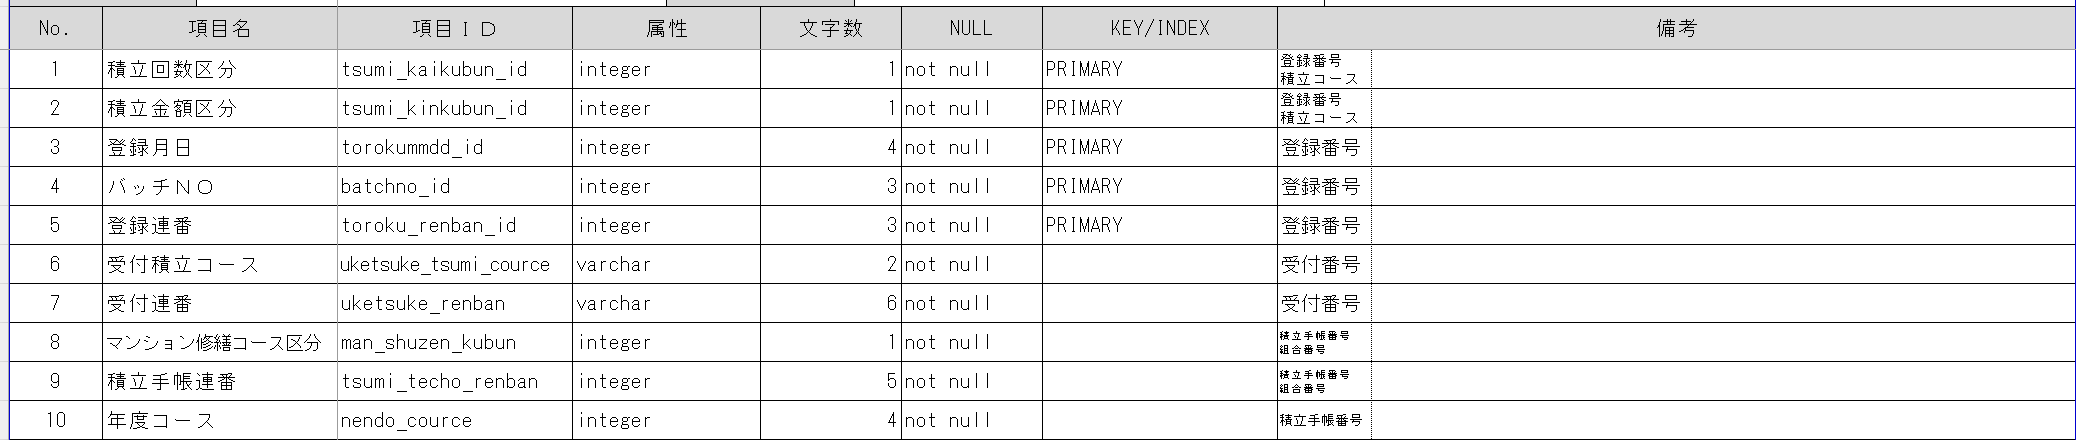 No. 項目名 項目ＩＤ 属性 文字数 NULL KEY/INDEX 備考
1 積立回数区分 tsumi_kaikubun_id integer 1 not null PRIMARY 登録番号
積立コース
2 積立金額区分 tsumi_kinkubun_id integer 1 not null PRIMARY 登録番号
積立コース
3 登録月日 torokummdd_id integer 4 not null PRIMARY 登録番号
4 バッチＮＯ batchno_id integer 3 not null PRIMARY 登録番号
5 登録連番 toroku_renban_id integer 3 not null PRIMARY 登録番号
6 受付積立コース uketsuke_tsumi_cource varchar 2 not null 受付番号
7 受付連番 uketsuke_renban varchar 6 not null 受付番号
8 マンション修繕コース区分 man_shuzen_kubun integer 1 not null 積立手帳番号
組合番号
9 積立手帳連番 tsumi_techo_renban integer 5 not null 積立手帳番号
組合番号
10 年度コース nendo_cource integer 4 not null 積立手帳番号